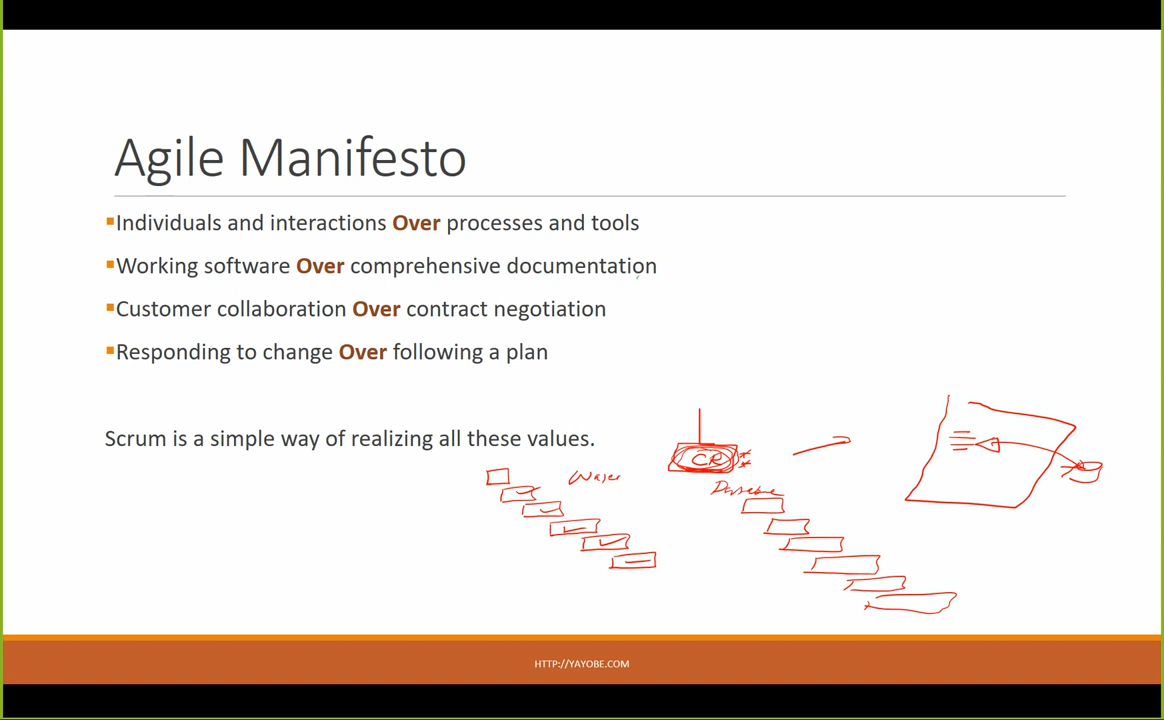 Agile Manifesto
Individuals and interactions Over processes and tools
Working software Over comprehensive documentation
Customer collaboration Over contract negotiation
Responding to change Over following a plan
Scrum is a simple way of realizing all these values.
CR
HTTP://YAYOBE.COM